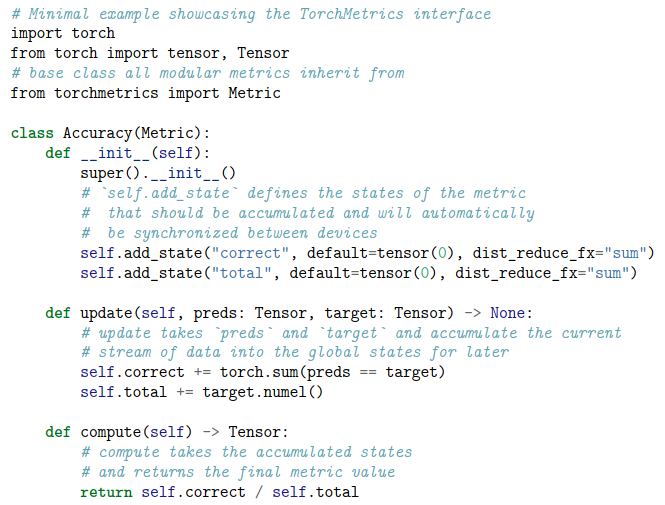 # Minimal example showcasing the TorchMetrics interface
import torch
from torch import tensor, Tensor
# base class all modular metrics inherit from
from torchmetrics import Metric

class Accuracy(Metric):
    def __init__(self):
        super().__init__()
        # `self.add_state` defines the states of the metric
        #  that should be accumulated and will automatically
        #  be synchronized between devices
        self.add_state("correct", default=tensor(0), dist_reduce_fx="sum")
        self.add_state("total", default=tensor(0), dist_reduce_fx="sum")

    def update(self, preds: Tensor, target: Tensor) -> None:
        # update takes `preds` and `target` and accumulate the current
        # stream of data into the global states for later
        self.correct += torch.sum(preds == target)
        self.total += target.numel()

    def compute(self) -> Tensor:
        # compute takes the accumulated states
        # and returns the final metric value
        return self.correct / self.total